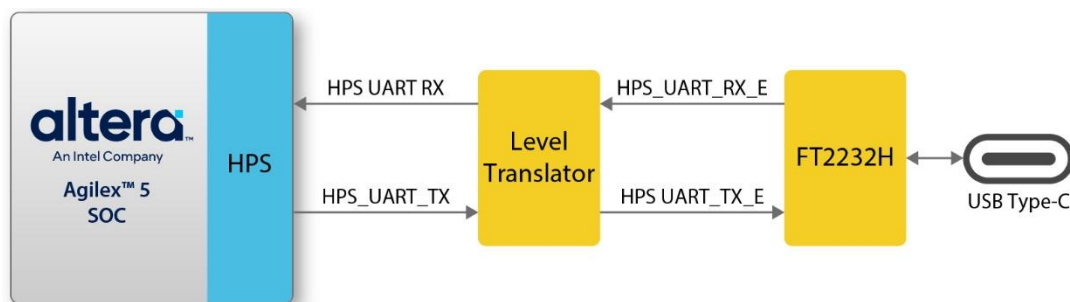 altera™
An Intel Company
Agilex™ 5
SOC
HPS
HPS UART RX
HPS_UART_TX
Level
Translator
HPS_UART_RX_E
HPS UART_TX_E
FT2232H
USB Type-C